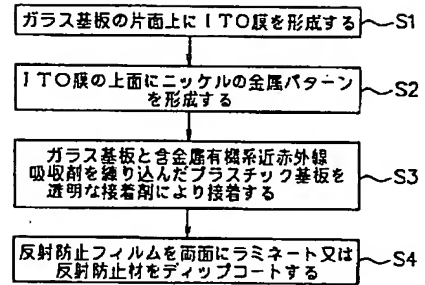 ガラス基板の片面上にITO膜を形成する
S1
ITO膜の上面にニッケルの金属パターン
を形成する
S2
ガラス基板と含金属有機系近赤外線
吸収剤を練り込んだプラスチック基板を
透明な接着剤により接着する
S3
反射防止フィルムを両面にラミネート又は
反射防止材をディップコートする
S4